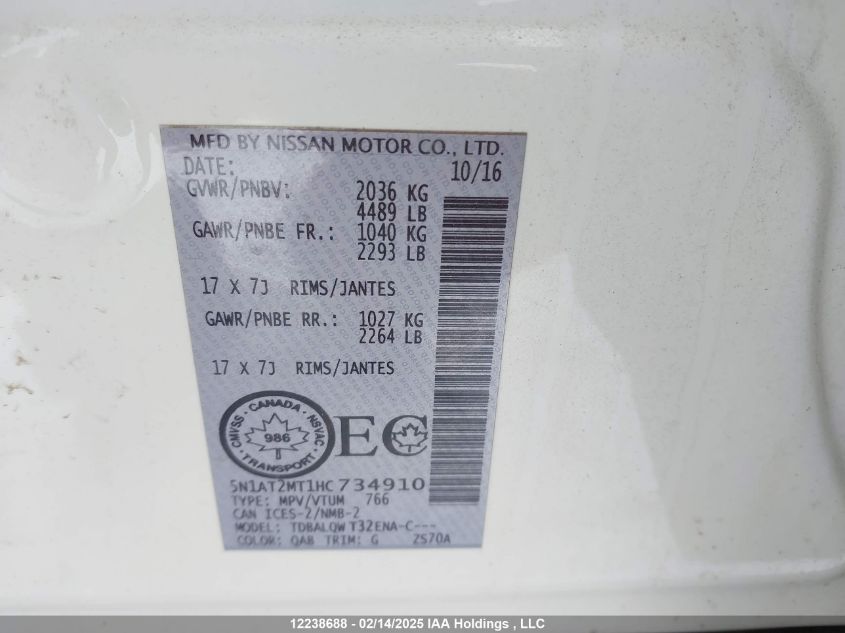 MFD BY NISSAN MOTOR CO., LTD.
DATE: 10/16
GVWR/PNBV: 2036 KG
4489 LB
GAWR/PNBE FR.: 1040 KG
2293 LB
17 X 7J RIMS/JANTES
GAWR/PNBE RR.: 1027 KG
2264 LB
17 X 7J RIMS/JANTES
CANADA
CMVSS 986 NSVAC
TRANSPORT
EC
5N1AT2MT1HC734910
TYPE: MPV/VTUM 766
CAN ICES-2/NMB-2
MODEL: TDBALQW T32ENA-C---
COLOR: QAB TRIM: G 2S70A
12238688 - 02/14/2025 IAA Holdings , LLC